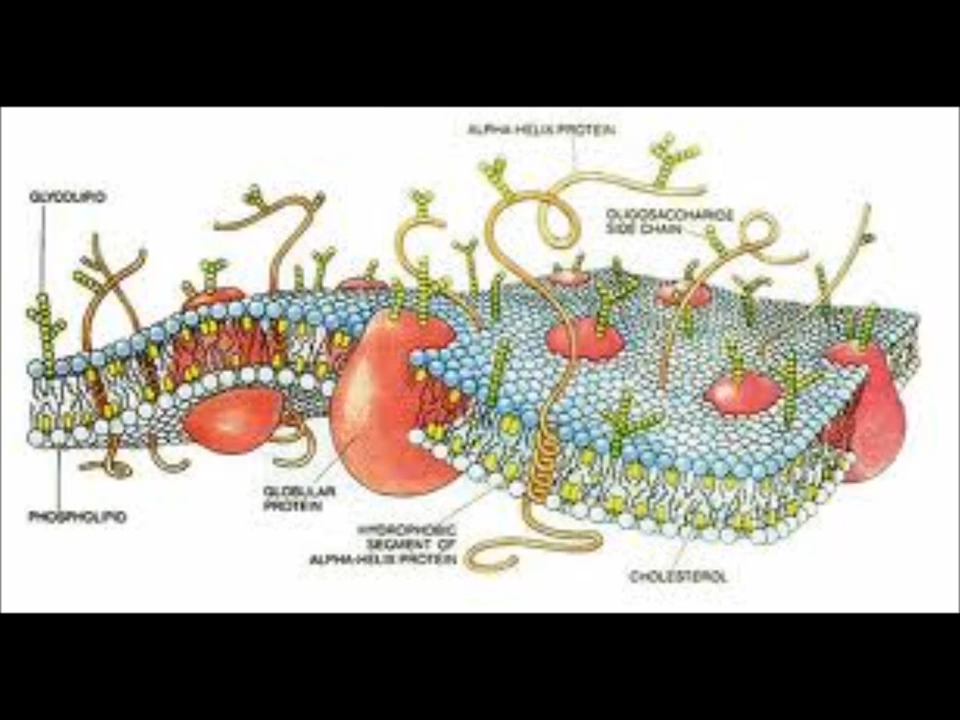 ALPHA-HELIX PROTEIN
GLYCOLIPID
OLIGOSACCHARIDE
SIDE CHAIN
GLOBULAR
PROTEIN
PHOSPHOLIPID
HYDROPHOBIC
SEGMENT OF
ALPHA-HELIX PROTEIN
CHOLESTEROL